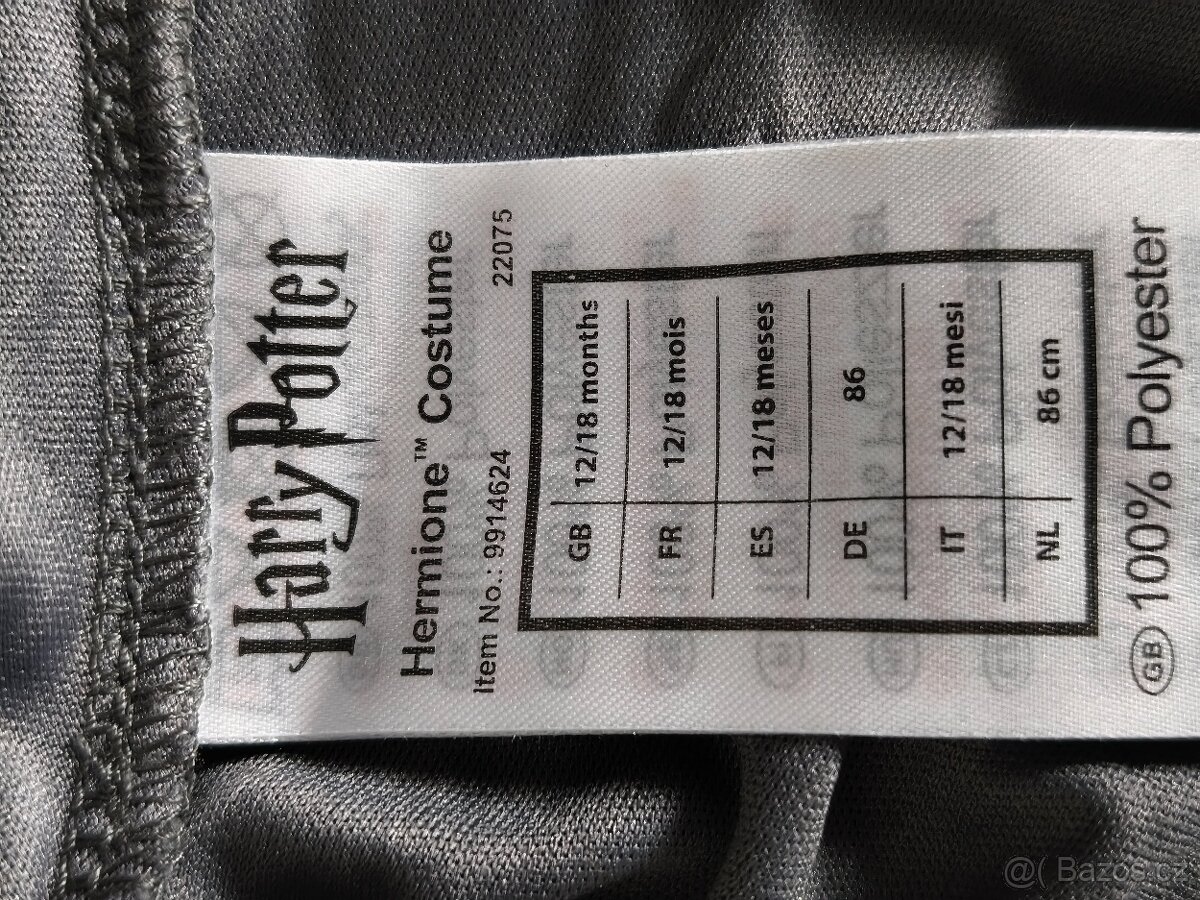 Harry Potter
Hermione™ Costume
Item No.: 9914624 22075
GB 12/18 months
FR 12/18 mois
ES 12/18 meses
DE 86
IT 12/18 mesi
NL 86 cm
GB 100% Polyester
@( Bazos.cz